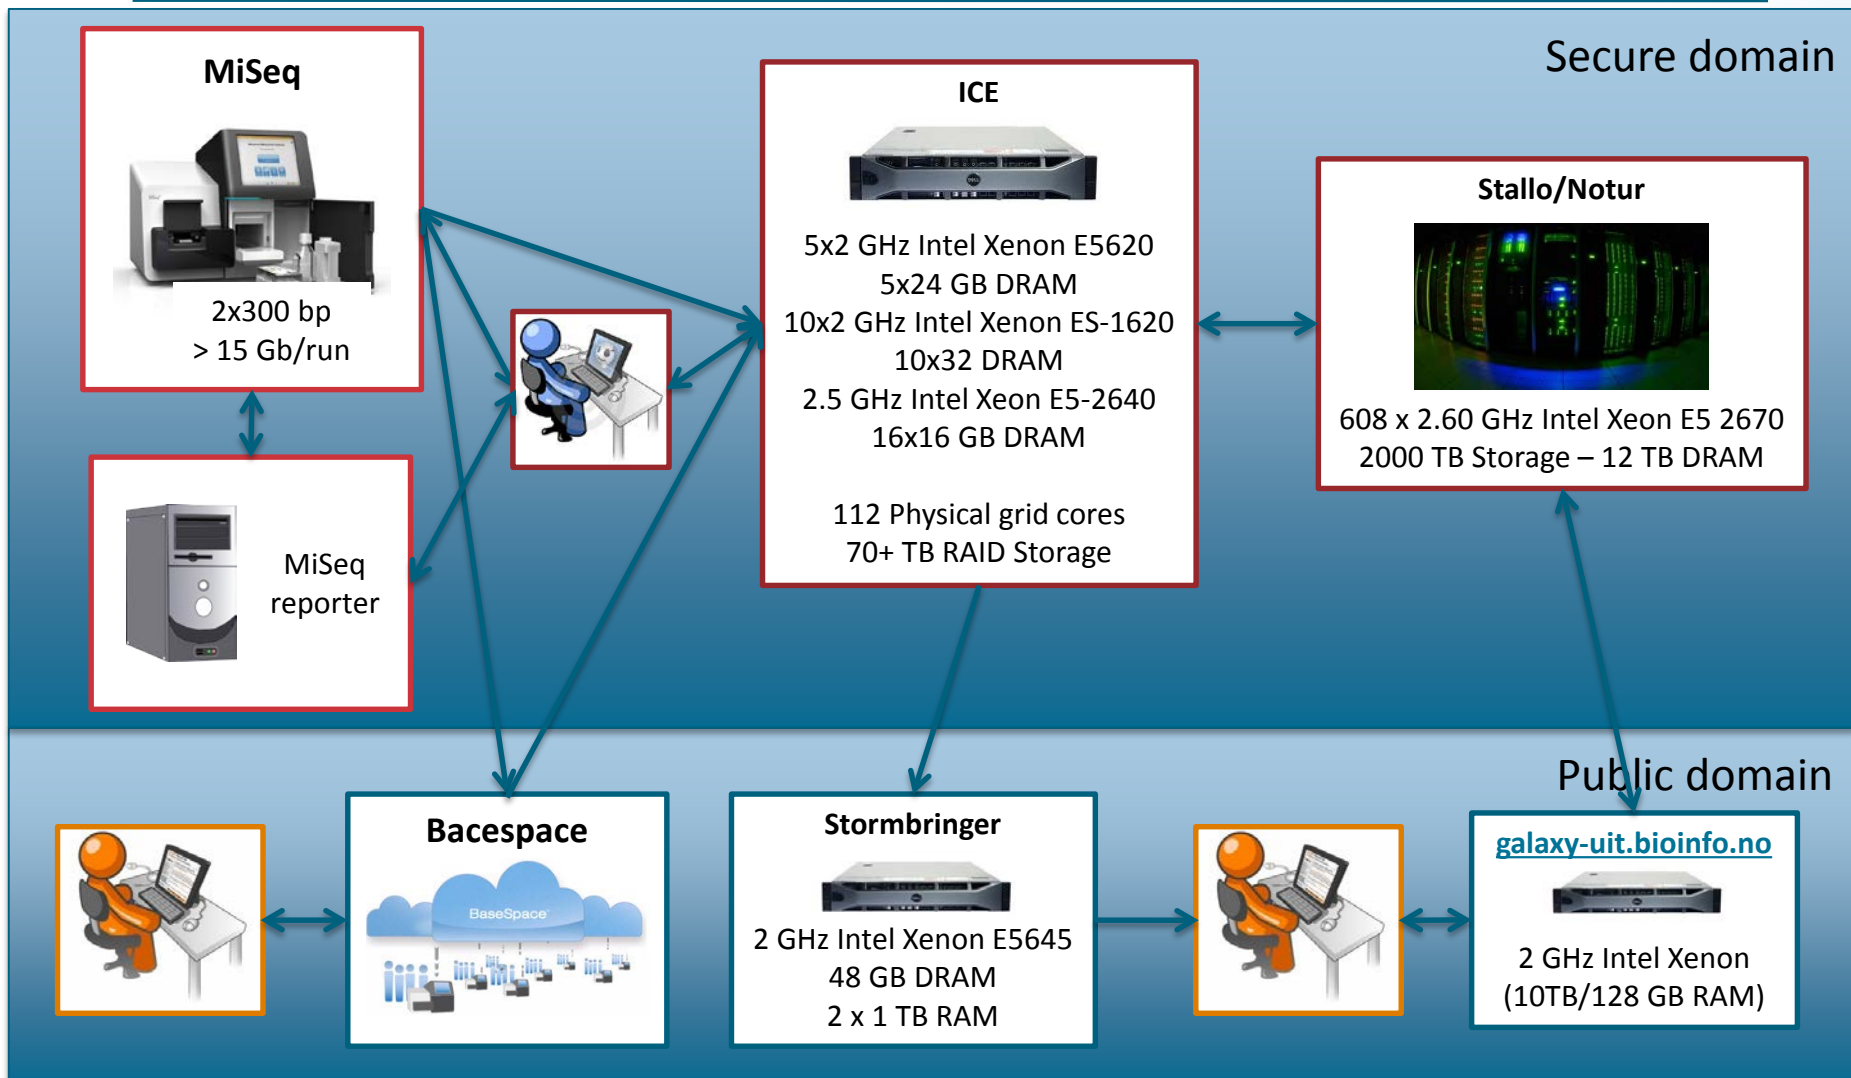 Secure domain
MiSeq
2x300 bp
> 15 Gb/run
MiSeq
reporter
ICE
5x2 GHz Intel Xenon E5620
5x24 GB DRAM
10x2 GHz Intel Xenon ES-1620
10x32 DRAM
2.5 GHz Intel Xeon E5-2640
16x16 GB DRAM
112 Physical grid cores
70+ TB RAID Storage
Stallo/Notur
608 x 2.60 GHz Intel Xeon E5 2670
2000 TB Storage – 12 TB DRAM
Public domain
Bacespace
BaseSpace
Stormbringer
2 GHz Intel Xenon E5645
48 GB DRAM
2 x 1 TB RAM
galaxy-uit.bioinfo.no
2 GHz Intel Xenon
(10TB/128 GB RAM)